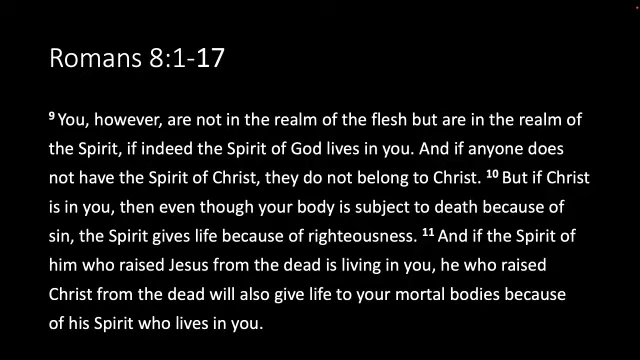 Romans 8:1-17
⁹ You, however, are not in the realm of the flesh but are in the realm of
the Spirit, if indeed the Spirit of God lives in you. And if anyone does
not have the Spirit of Christ, they do not belong to Christ. ¹⁰ But if Christ
is in you, then even though your body is subject to death because of
sin, the Spirit gives life because of righteousness. ¹¹ And if the Spirit of
him who raised Jesus from the dead is living in you, he who raised
Christ from the dead will also give life to your mortal bodies because
of his Spirit who lives in you.